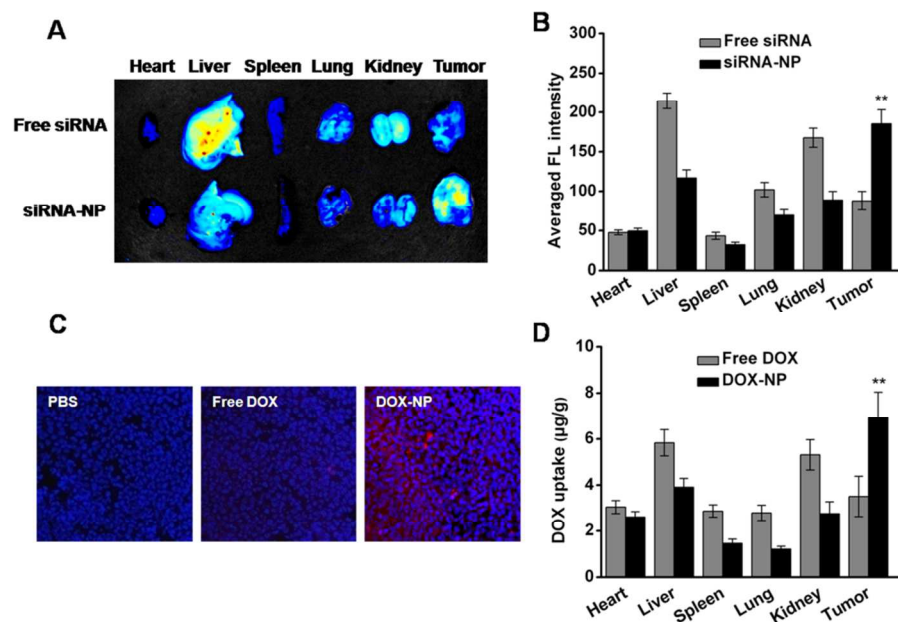 A
Heart Liver Spleen Lung Kidney Tumor
Free siRNA
siRNA-NP
B
300
250
200
150
100
50
0
Averaged FL intensity
Free siRNA
siRNA-NP
**
Heart Liver Spleen Lung Kidney Tumor
C
PBS
Free DOX
DOX-NP
D
10
8
6
4
2
0
DOX uptake (µg/g)
Free DOX
DOX-NP
**
Heart Liver Spleen Lung Kidney Tumor